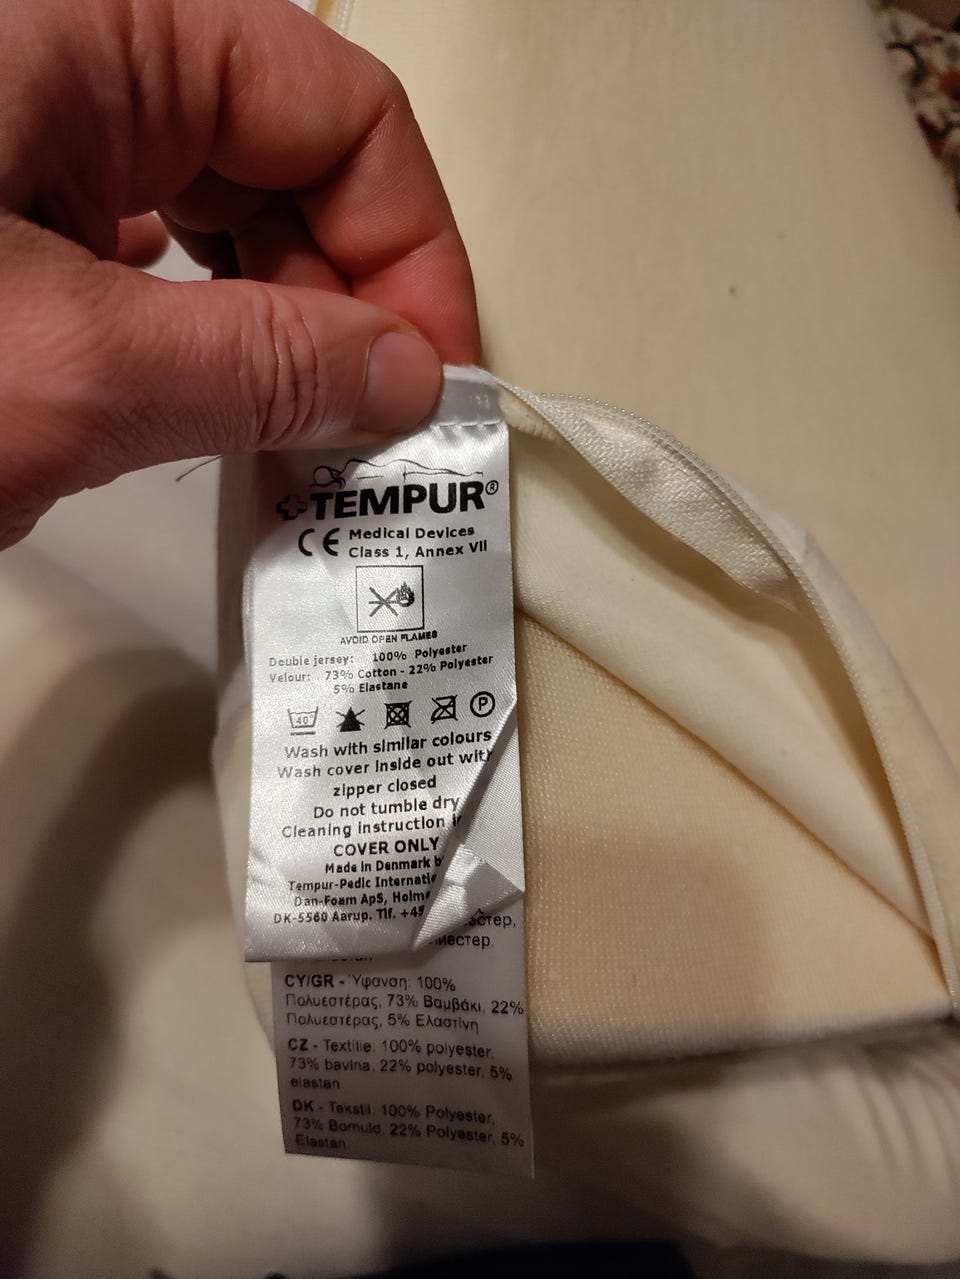 TEMPUR®
CE Medical Devices
Class 1, Annex VII
AVOID OPEN FLAMES
Double jersey: 100% Polyester
Velour: 73% Cotton - 22% Polyester
5% Elastane
40° P
Wash with similar colours
Wash cover inside out with
zipper closed
Do not tumble dry
Cleaning instruction
COVER ONLY
Made in Denmark
Tempur-Pedic
Dan-Foam ApS,
DK-5560 Aarup. Tlf. +45
CY/GR - Ύφανση: 100%
Πολυεστέρας, 73% Βαμβάκι, 22%
Πολυεστέρας, 5% Ελαστίνη
CZ - Textilie: 100% polyester,
73% bavlna, 22% polyester, 5%
elastan
DK - Tekstil: 100% Polyester,
73% Bomuld, 22% Polyester, 5%
Elastan